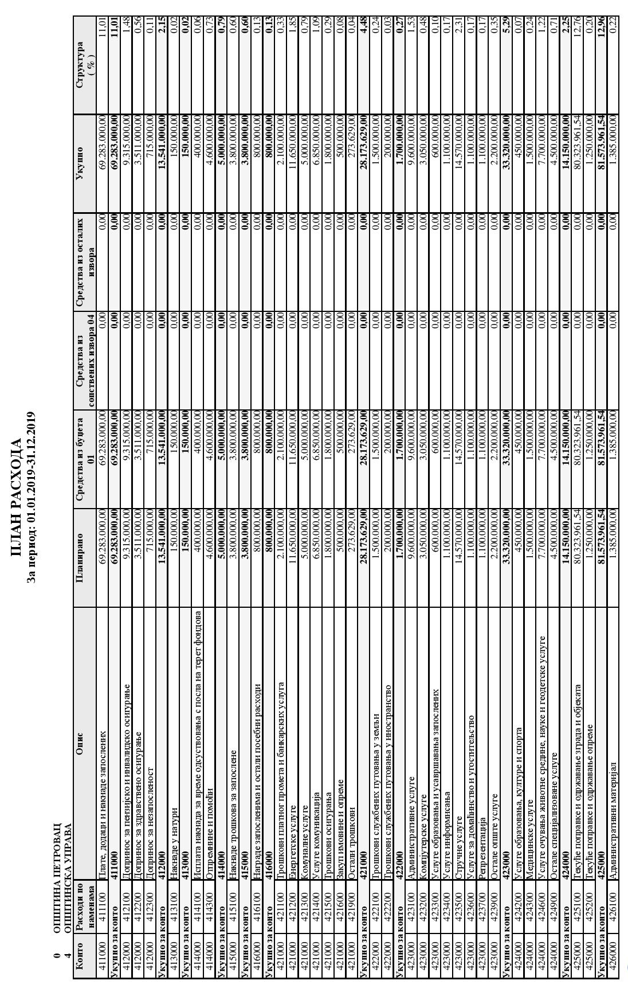 ПЛАН РАСХОДА
За период: 01.01.2019-31.12.2019
0 ОПШТИНА ПЕТРОВАЦ
4 ОПШТИНСКА УПРАВА
Конто Расходи по наменама Опис Планирано Средства из буџета 01 Средства из сопствених извора 04 Средства из осталих извора Укупно Структура ( % )
411000 411100 Плате, додаци и накнаде запослених 69.283.000,00 69.283.000,00 0,00 0,00 69.283.000,00 11,01
Укупно за конто 411000 69.283.000,00 69.283.000,00 0,00 0,00 69.283.000,00 11,01
412000 412100 Допринос за пензијско и инвалидско осигурање 9.315.000,00 9.315.000,00 0,00 0,00 9.315.000,00 1,48
412000 412200 Допринос за здравствено осигурање 3.511.000,00 3.511.000,00 0,00 0,00 3.511.000,00 0,56
412000 412300 Допринос за незапосленост 715.000,00 715.000,00 0,00 0,00 715.000,00 0,11
Укупно за конто 412000 13.541.000,00 13.541.000,00 0,00 0,00 13.541.000,00 2,15
413000 413100 Накнаде у натури 150.000,00 150.000,00 0,00 0,00 150.000,00 0,02
Укупно за конто 413000 150.000,00 150.000,00 0,00 0,00 150.000,00 0,02
414000 414100 Исплата накнада за време одсуствовања с посла на терет фондова 400.000,00 400.000,00 0,00 0,00 400.000,00 0,06
414000 414300 Отпремнине и помоћи 4.600.000,00 4.600.000,00 0,00 0,00 4.600.000,00 0,73
Укупно за конто 414000 5.000.000,00 5.000.000,00 0,00 0,00 5.000.000,00 0,79
415000 415100 Накнаде трошкова за запослене 3.800.000,00 3.800.000,00 0,00 0,00 3.800.000,00 0,60
Укупно за конто 415000 3.800.000,00 3.800.000,00 0,00 0,00 3.800.000,00 0,60
416000 416100 Награде запосленима и остали посебни расходи 800.000,00 800.000,00 0,00 0,00 800.000,00 0,13
Укупно за конто 416000 800.000,00 800.000,00 0,00 0,00 800.000,00 0,13
421000 421100 Трошкови платног промета и банкарских услуга 2.100.000,00 2.100.000,00 0,00 0,00 2.100.000,00 0,33
421000 421200 Енергетске услуге 11.650.000,00 11.650.000,00 0,00 0,00 11.650.000,00 1,85
421000 421300 Комуналне услуге 5.000.000,00 5.000.000,00 0,00 0,00 5.000.000,00 0,79
421000 421400 Услуге комуникација 6.850.000,00 6.850.000,00 0,00 0,00 6.850.000,00 1,09
421000 421500 Трошкови осигурања 1.800.000,00 1.800.000,00 0,00 0,00 1.800.000,00 0,29
421000 421600 Закуп имовине и опреме 500.000,00 500.000,00 0,00 0,00 500.000,00 0,08
421000 421900 Остали трошкови 273.629,00 273.629,00 0,00 0,00 273.629,00 0,04
Укупно за конто 421000 28.173.629,00 28.173.629,00 0,00 0,00 28.173.629,00 4,48
422000 422100 Трошкови службених путовања у земљи 1.500.000,00 1.500.000,00 0,00 0,00 1.500.000,00 0,24
422000 422200 Трошкови службених путовања у иностранство 200.000,00 200.000,00 0,00 0,00 200.000,00 0,03
Укупно за конто 422000 1.700.000,00 1.700.000,00 0,00 0,00 1.700.000,00 0,27
423000 423100 Административне услуге 9.600.000,00 9.600.000,00 0,00 0,00 9.600.000,00 1,53
423000 423200 Компјутерске услуге 3.050.000,00 3.050.000,00 0,00 0,00 3.050.000,00 0,48
423000 423300 Услуге образовања и усавршавања запослених 600.000,00 600.000,00 0,00 0,00 600.000,00 0,10
423000 423400 Услуге информисања 1.100.000,00 1.100.000,00 0,00 0,00 1.100.000,00 0,17
423000 423500 Стручне услуге 14.570.000,00 14.570.000,00 0,00 0,00 14.570.000,00 2,31
423000 423600 Услуге за домаћинство и угоститељство 1.100.000,00 1.100.000,00 0,00 0,00 1.100.000,00 0,17
423000 423700 Репрезентација 1.100.000,00 1.100.000,00 0,00 0,00 1.100.000,00 0,17
423000 423900 Остале опште услуге 2.200.000,00 2.200.000,00 0,00 0,00 2.200.000,00 0,35
Укупно за конто 423000 33.320.000,00 33.320.000,00 0,00 0,00 33.320.000,00 5,29
424000 424200 Услуге образовања, културе и спорта 450.000,00 450.000,00 0,00 0,00 450.000,00 0,07
424000 424300 Медицинске услуге 1.500.000,00 1.500.000,00 0,00 0,00 1.500.000,00 0,24
424000 424600 Услуге очувања животне средине, науке и геодетске услуге 7.700.000,00 7.700.000,00 0,00 0,00 7.700.000,00 1,22
424000 424900 Остале специјализоване услуге 4.500.000,00 4.500.000,00 0,00 0,00 4.500.000,00 0,71
Укупно за конто 424000 14.150.000,00 14.150.000,00 0,00 0,00 14.150.000,00 2,25
425000 425100 Текуће поправке и одржавање зграда и објеката 80.323.961,54 80.323.961,54 0,00 0,00 80.323.961,54 12,76
425000 425200 Текуће поправке и одржавање опреме 1.250.000,00 1.250.000,00 0,00 0,00 1.250.000,00 0,20
Укупно за конто 425000 81.573.961,54 81.573.961,54 0,00 0,00 81.573.961,54 12,96
426000 426100 Административни материјал 1.385.000,00 1.385.000,00 0,00 0,00 1.385.000,00 0,22